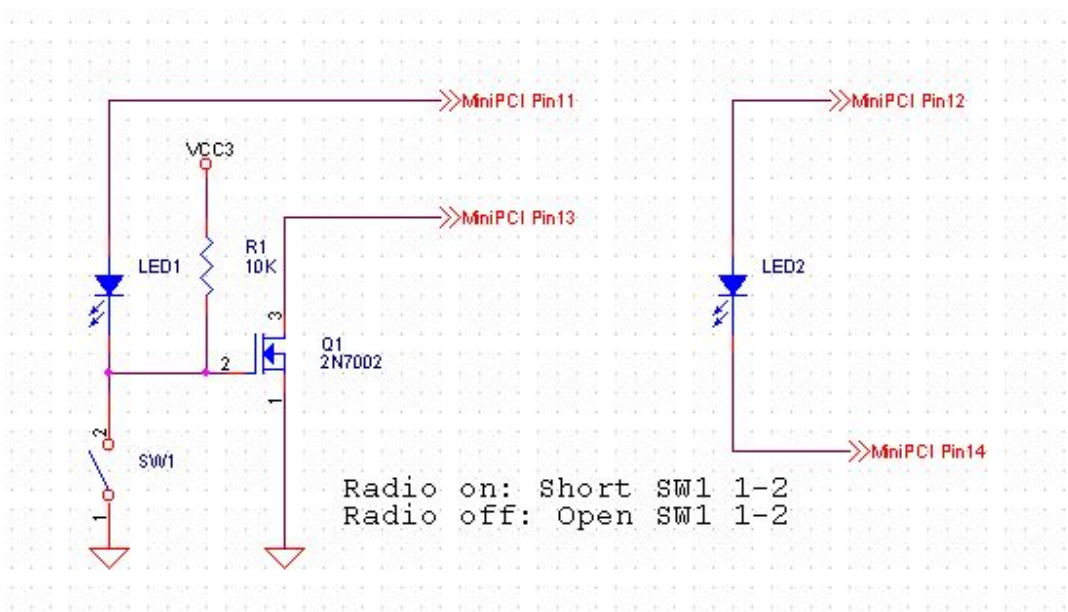 MiniPCI Pin11
MiniPCI Pin12
VCC3
MiniPCI Pin13
R1
10K
LED1
LED2
3
Q1
2N7002
2
1
2
SW1
1
MiniPCI Pin14
Radio on: Short SW1 1-2
Radio off: Open SW1 1-2